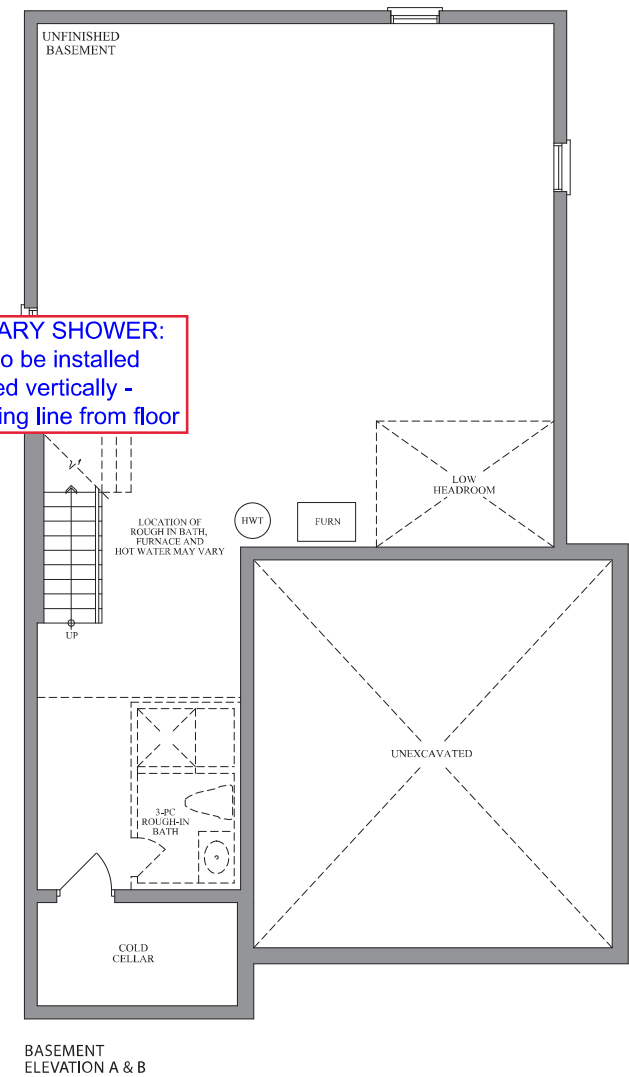 UNFINISHED
BASEMENT
ARY SHOWER:
o be installed
ed vertically -
ing line from floor
LOW
HEADROOM
LOCATION OF
ROUGH IN BATH,
FURNACE AND
HOT WATER MAY VARY
HWT
FURN
UP
UNEXCAVATED
3-PC
ROUGH-IN
BATH
COLD
CELLAR
BASEMENT
ELEVATION A & B